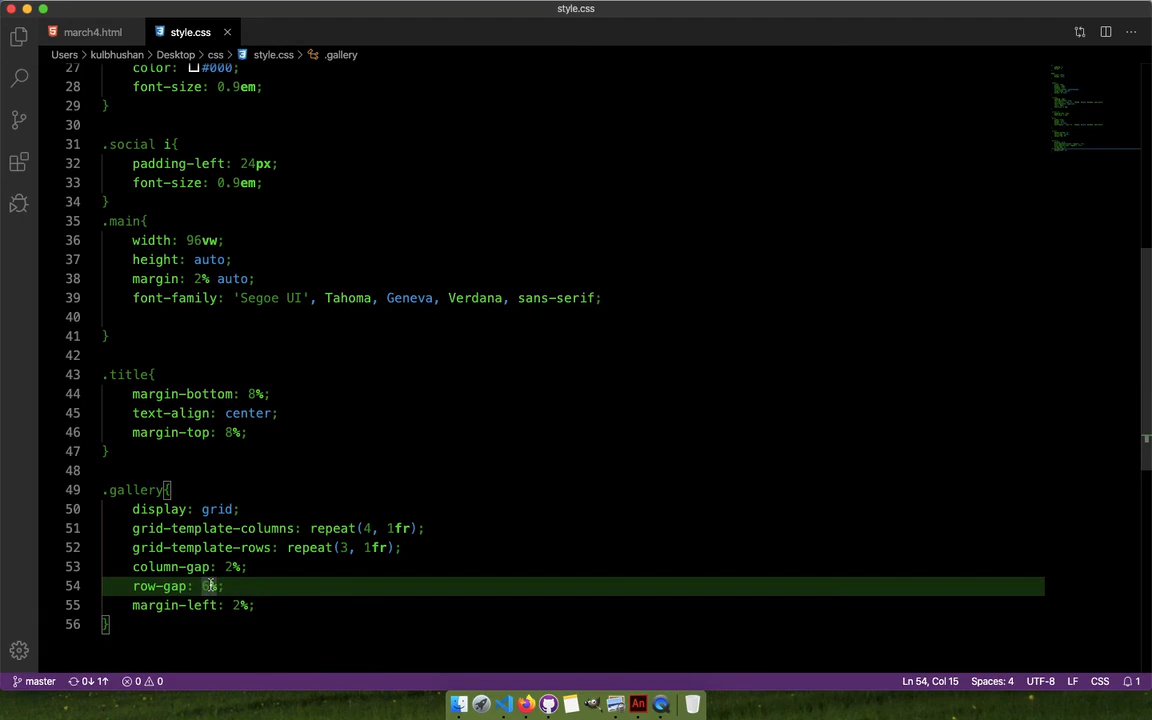 style.css
march4.html
style.css
Users > kulbhushan > Desktop > css > style.css > .gallery
27 color: #000;
28 font-size: 0.9em;
29 }
30
31 .social i{
32 padding-left: 24px;
33 font-size: 0.9em;
34 }
35 .main{
36 width: 96vw;
37 height: auto;
38 margin: 2% auto;
39 font-family: 'Segoe UI', Tahoma, Geneva, Verdana, sans-serif;
40
41 }
42
43 .title{
44 margin-bottom: 8%;
45 text-align: center;
46 margin-top: 8%;
47 }
48
49 .gallery{
50 display: grid;
51 grid-template-columns: repeat(4, 1fr);
52 grid-template-rows: repeat(3, 1fr);
53 column-gap: 2%;
54 row-gap: 6%;
55 margin-left: 2%;
56 }
master 0↓ 1↑ 0 0 Ln 54, Col 15 Spaces: 4 UTF-8 LF CSS 1
An